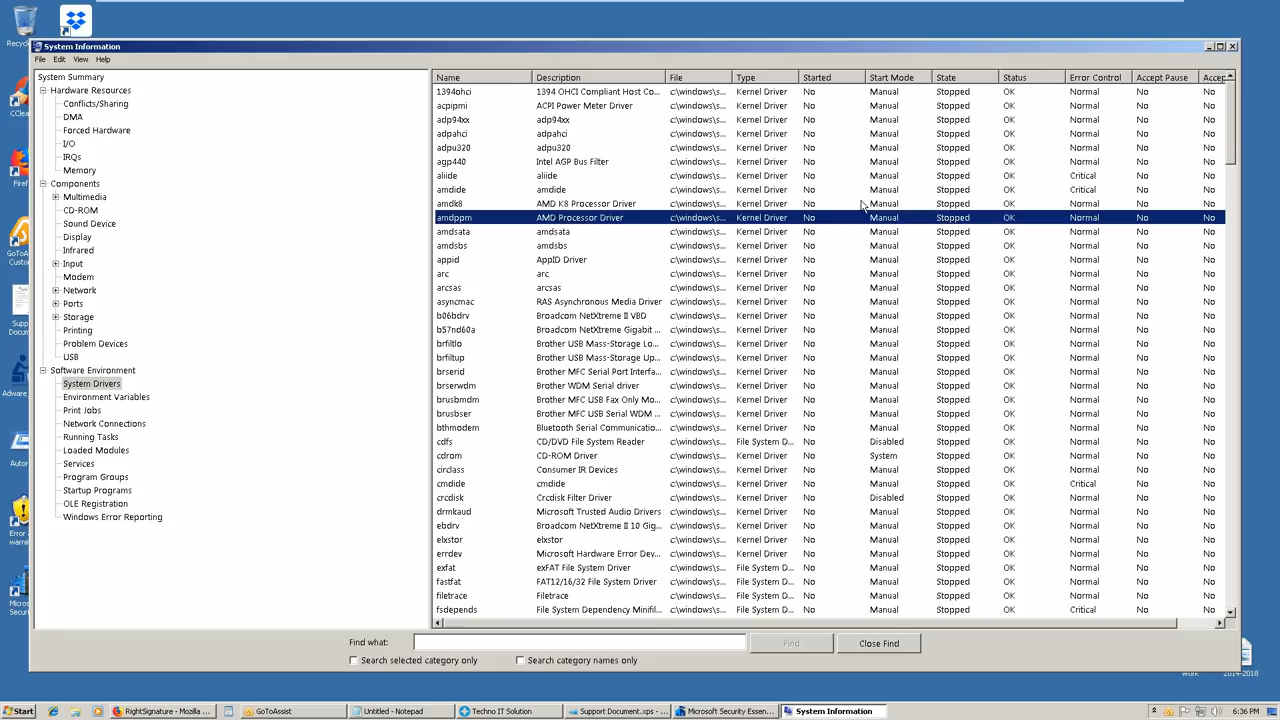 Recycl
CClea
Firef
GoToA
Custom
Supp
Docum
Adware
Autor
Error a
warnin
Micros
Securit
System Information
File Edit View Help
System Summary
Hardware Resources
Conflicts/Sharing
DMA
Forced Hardware
I/O
IRQs
Memory
Components
Multimedia
CD-ROM
Sound Device
Display
Infrared
Input
Modem
Network
Ports
Storage
Printing
Problem Devices
USB
Software Environment
System Drivers
Environment Variables
Print Jobs
Network Connections
Running Tasks
Loaded Modules
Services
Program Groups
Startup Programs
OLE Registration
Windows Error Reporting
Name Description File Type Started Start Mode State Status Error Control Accept Pause Accep
1394ohci 1394 OHCI Compliant Host Co... c:\windows\s... Kernel Driver No Manual Stopped OK Normal No No
acpipmi ACPI Power Meter Driver c:\windows\s... Kernel Driver No Manual Stopped OK Normal No No
adp94xx adp94xx c:\windows\s... Kernel Driver No Manual Stopped OK Normal No No
adpahci adpahci c:\windows\s... Kernel Driver No Manual Stopped OK Normal No No
adpu320 adpu320 c:\windows\s... Kernel Driver No Manual Stopped OK Normal No No
agp440 Intel AGP Bus Filter c:\windows\s... Kernel Driver No Manual Stopped OK Normal No No
aliide aliide c:\windows\s... Kernel Driver No Manual Stopped OK Critical No No
amdide amdide c:\windows\s... Kernel Driver No Manual Stopped OK Critical No No
amdk8 AMD K8 Processor Driver c:\windows\s... Kernel Driver No Manual Stopped OK Normal No No
amdppm AMD Processor Driver c:\windows\s... Kernel Driver No Manual Stopped OK Normal No No
amdsata amdsata c:\windows\s... Kernel Driver No Manual Stopped OK Normal No No
amdsbs amdsbs c:\windows\s... Kernel Driver No Manual Stopped OK Normal No No
appid AppID Driver c:\windows\s... Kernel Driver No Manual Stopped OK Normal No No
arc arc c:\windows\s... Kernel Driver No Manual Stopped OK Normal No No
arcsas arcsas c:\windows\s... Kernel Driver No Manual Stopped OK Normal No No
asyncmac RAS Asynchronous Media Driver c:\windows\s... Kernel Driver No Manual Stopped OK Normal No No
b06bdrv Broadcom NetXtreme II VBD c:\windows\s... Kernel Driver No Manual Stopped OK Normal No No
b57nd60a Broadcom NetXtreme Gigabit ... c:\windows\s... Kernel Driver No Manual Stopped OK Normal No No
brfiltlo Brother USB Mass-Storage Lo... c:\windows\s... Kernel Driver No Manual Stopped OK Normal No No
brfiltup Brother USB Mass-Storage Up... c:\windows\s... Kernel Driver No Manual Stopped OK Normal No No
brserid Brother MFC Serial Port Interfa... c:\windows\s... Kernel Driver No Manual Stopped OK Normal No No
brserwdm Brother WDM Serial driver c:\windows\s... Kernel Driver No Manual Stopped OK Normal No No
brusbmdm Brother MFC USB Fax Only Mo... c:\windows\s... Kernel Driver No Manual Stopped OK Normal No No
brusbser Brother MFC USB Serial WDM ... c:\windows\s... Kernel Driver No Manual Stopped OK Normal No No
bthmodem Bluetooth Serial Communicatio... c:\windows\s... Kernel Driver No Manual Stopped OK Normal No No
cdfs CD/DVD File System Reader c:\windows\s... File System D... No Disabled Stopped OK Normal No No
cdrom CD-ROM Driver c:\windows\s... Kernel Driver No System Stopped OK Normal No No
circlass Consumer IR Devices c:\windows\s... Kernel Driver No Manual Stopped OK Normal No No
cmdide cmdide c:\windows\s... Kernel Driver No Manual Stopped OK Critical No No
crcdisk Crcdisk Filter Driver c:\windows\s... Kernel Driver No Disabled Stopped OK Normal No No
drmkaud Microsoft Trusted Audio Drivers c:\windows\s... Kernel Driver No Manual Stopped OK Normal No No
ebdrv Broadcom NetXtreme II 10 Gig... c:\windows\s... Kernel Driver No Manual Stopped OK Normal No No
elxstor elxstor c:\windows\s... Kernel Driver No Manual Stopped OK Normal No No
errdev Microsoft Hardware Error Dev... c:\windows\s... Kernel Driver No Manual Stopped OK Normal No No
exfat exFAT File System Driver c:\windows\s... File System D... No Manual Stopped OK Normal No No
fastfat FAT12/16/32 File System Driver c:\windows\s... File System D... No Manual Stopped OK Normal No No
filetrace Filetrace c:\windows\s... File System D... No Manual Stopped OK Normal No No
fsdepends File System Dependency Minifil... c:\windows\s... File System D... No Manual Stopped OK Critical No No
Find what: Find Close Find
Search selected category only Search category names only
work 2014-2018
Start RightSignature - Mozilla ... GoToAssist Untitled - Notepad Techno IT Solution Support Document.xps - ... Microsoft Security Essen... System Information 6:36 PM